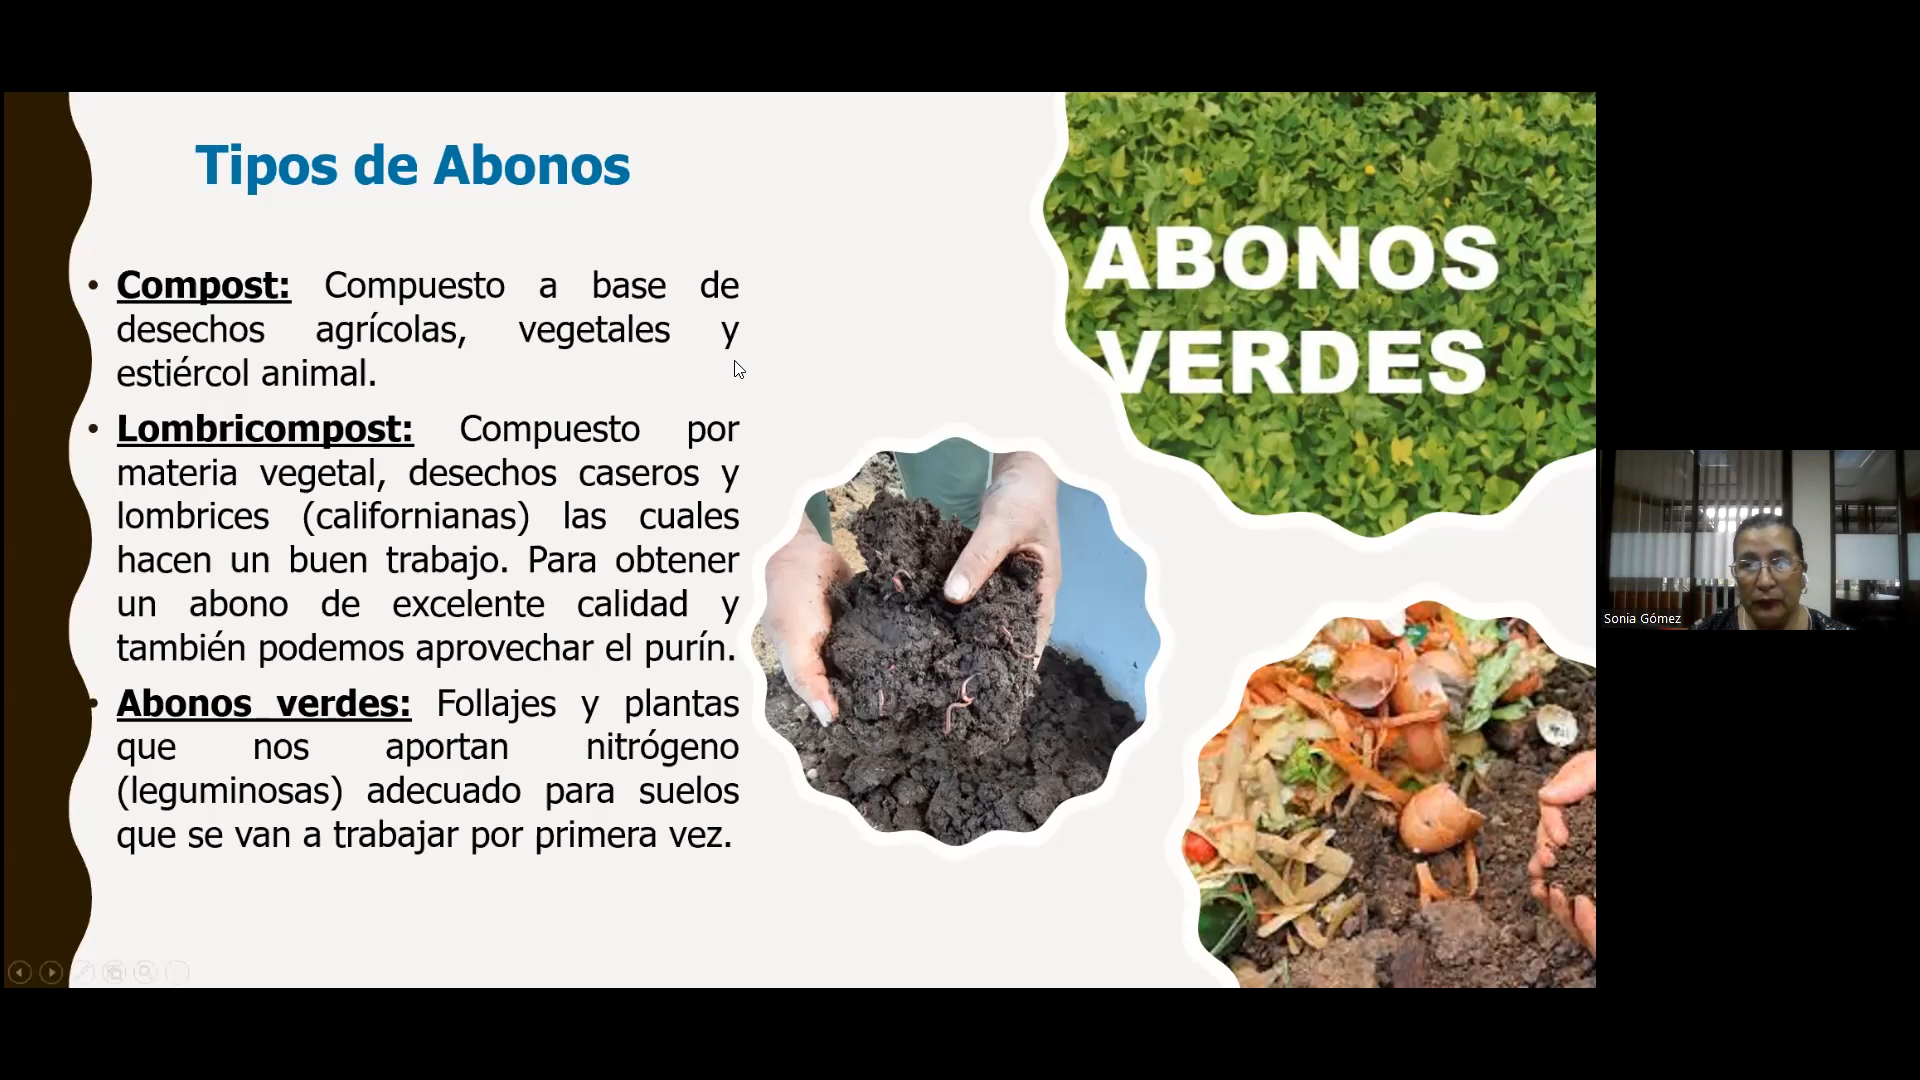 Tipos de Abonos
• Compost: Compuesto a base de
desechos agrícolas, vegetales y
estiércol animal.
• Lombricompost: Compuesto por
materia vegetal, desechos caseros y
lombrices (californianas) las cuales
hacen un buen trabajo. Para obtener
un abono de excelente calidad y
también podemos aprovechar el purín.
• Abonos verdes: Follajes y plantas
que nos aportan nitrógeno
(leguminosas) adecuado para suelos
que se van a trabajar por primera vez.
ABONOS
VERDES
Sonia Gómez